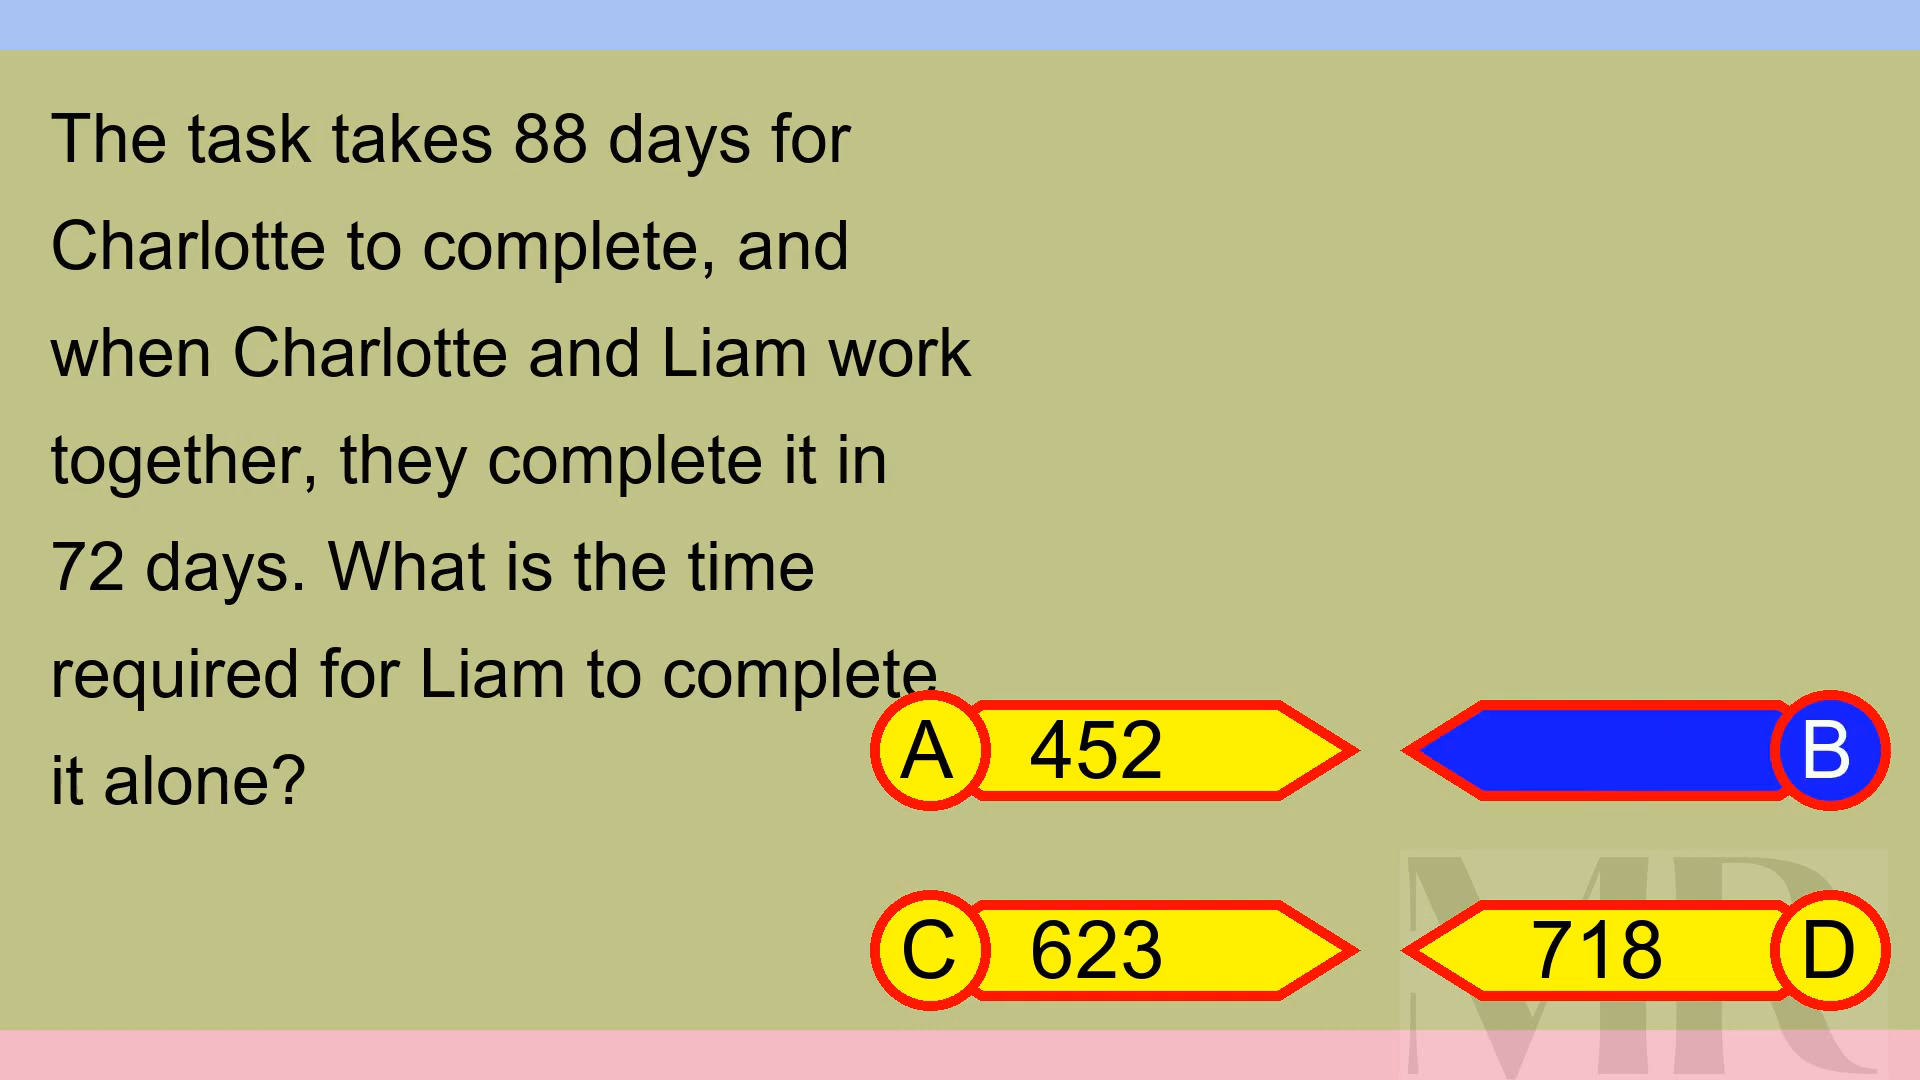 The task takes 88 days for
Charlotte to complete, and
when Charlotte and Liam work
together, they complete it in
72 days. What is the time
required for Liam to complete
it alone?
A 452
B
C 623
718 D
MR